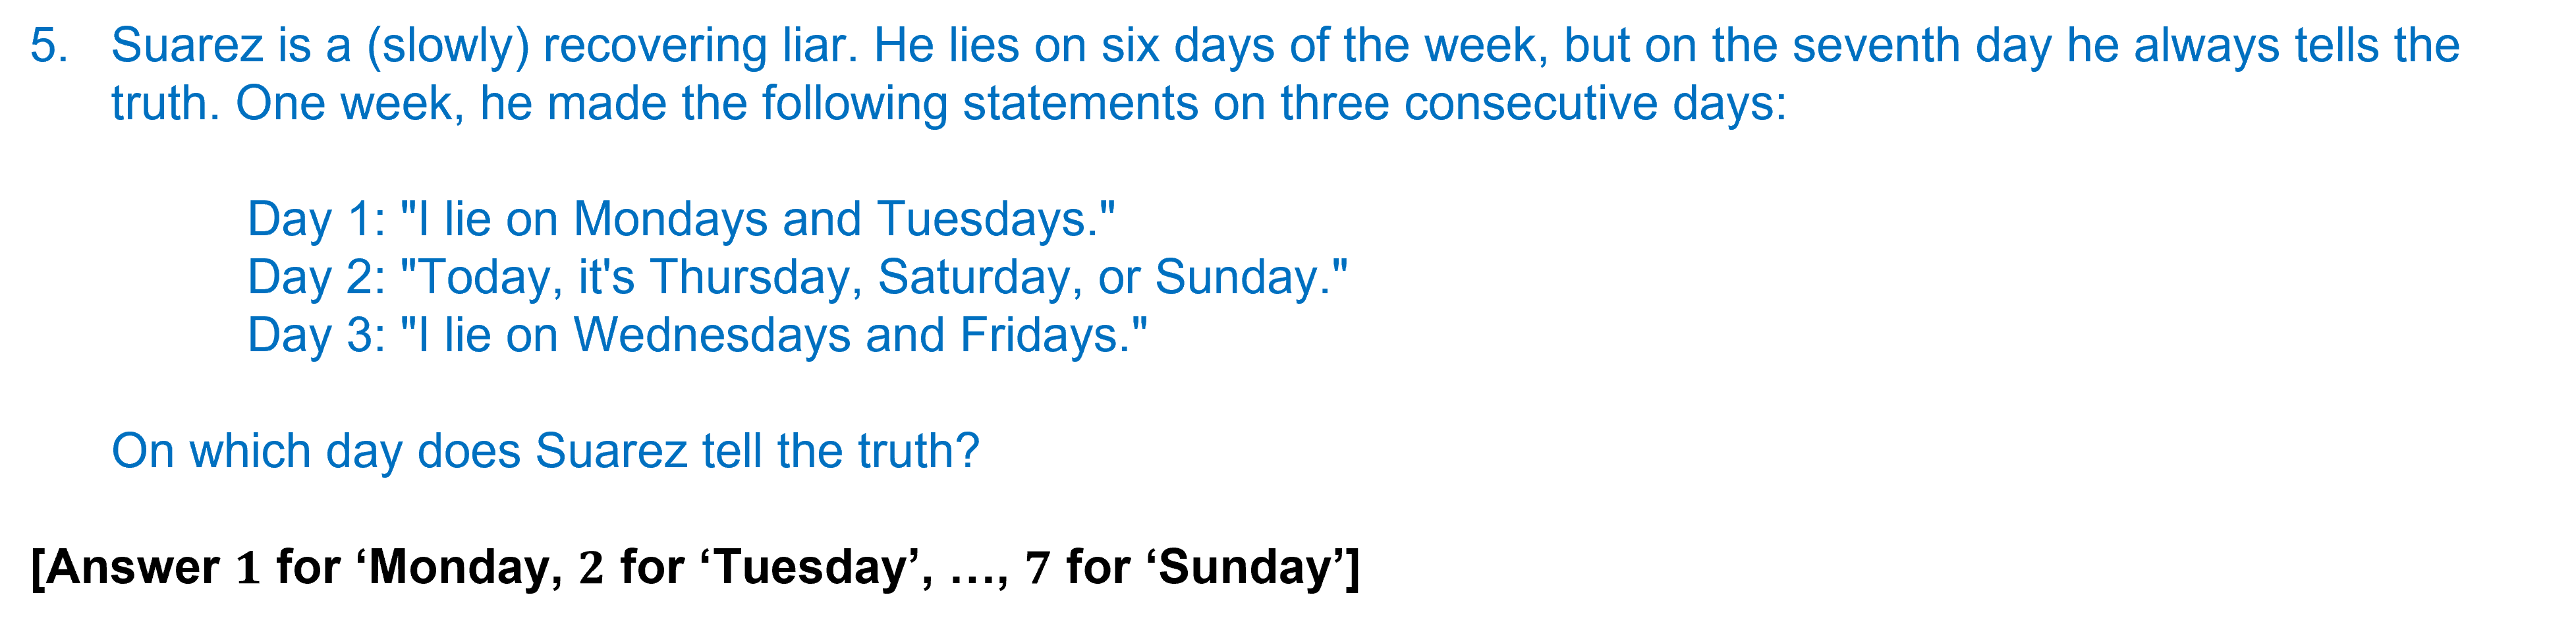 5. Suarez is a (slowly) recovering liar. He lies on six days of the week, but on the seventh day he always tells the
truth. One week, he made the following statements on three consecutive days:
Day 1: "I lie on Mondays and Tuesdays."
Day 2: "Today, it's Thursday, Saturday, or Sunday."
Day 3: "I lie on Wednesdays and Fridays."
On which day does Suarez tell the truth?
[Answer 1 for ‘Monday, 2 for ‘Tuesday’, …, 7 for ‘Sunday’]